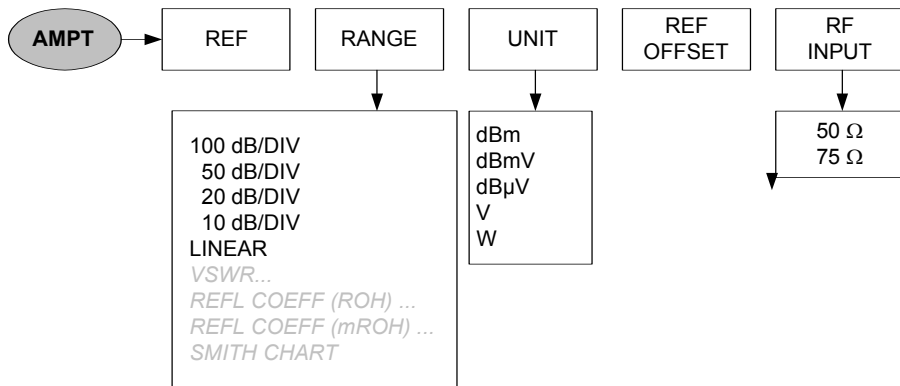 AMPT
REF
RANGE
UNIT
REF
OFFSET
RF
INPUT
100 dB/DIV
50 dB/DIV
20 dB/DIV
10 dB/DIV
LINEAR
VSWR...
REFL COEFF (ROH) ...
REFL COEFF (mROH) ...
SMITH CHART
dBm
dBmV
dBµV
V
W
50 Ω
75 Ω